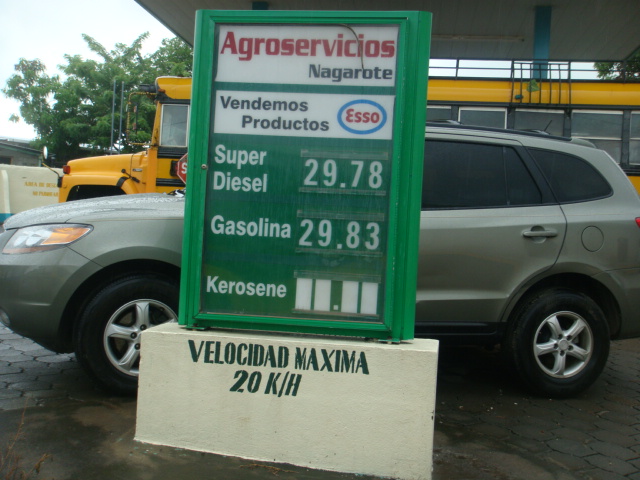 Agroservicios
Nagarote
Vendemos
Productos
Esso
Super
Diesel
29.78
Gasolina
29.83
Kerosene
VELOCIDAD MAXIMA
20 K/H